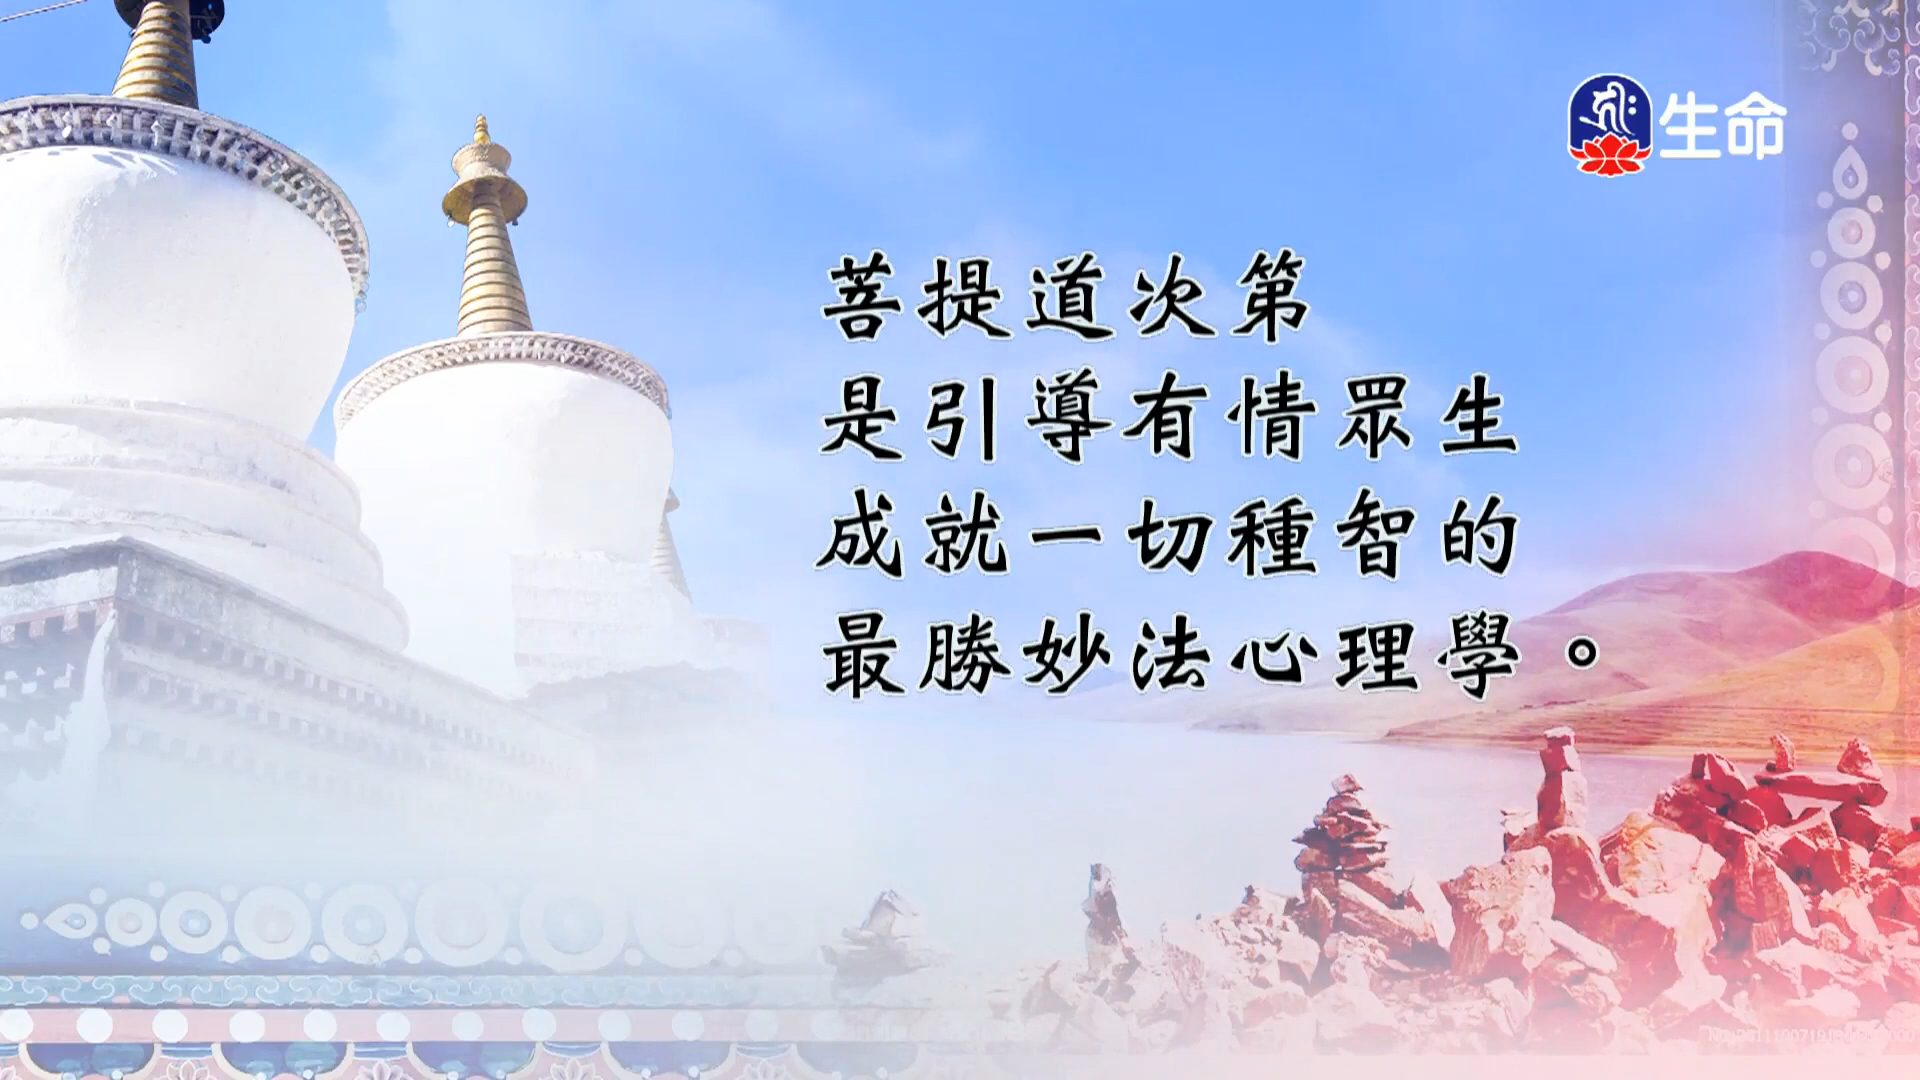 生命
菩提道次第
是引導有情眾生
成就一切種智的
最勝妙法心理學。